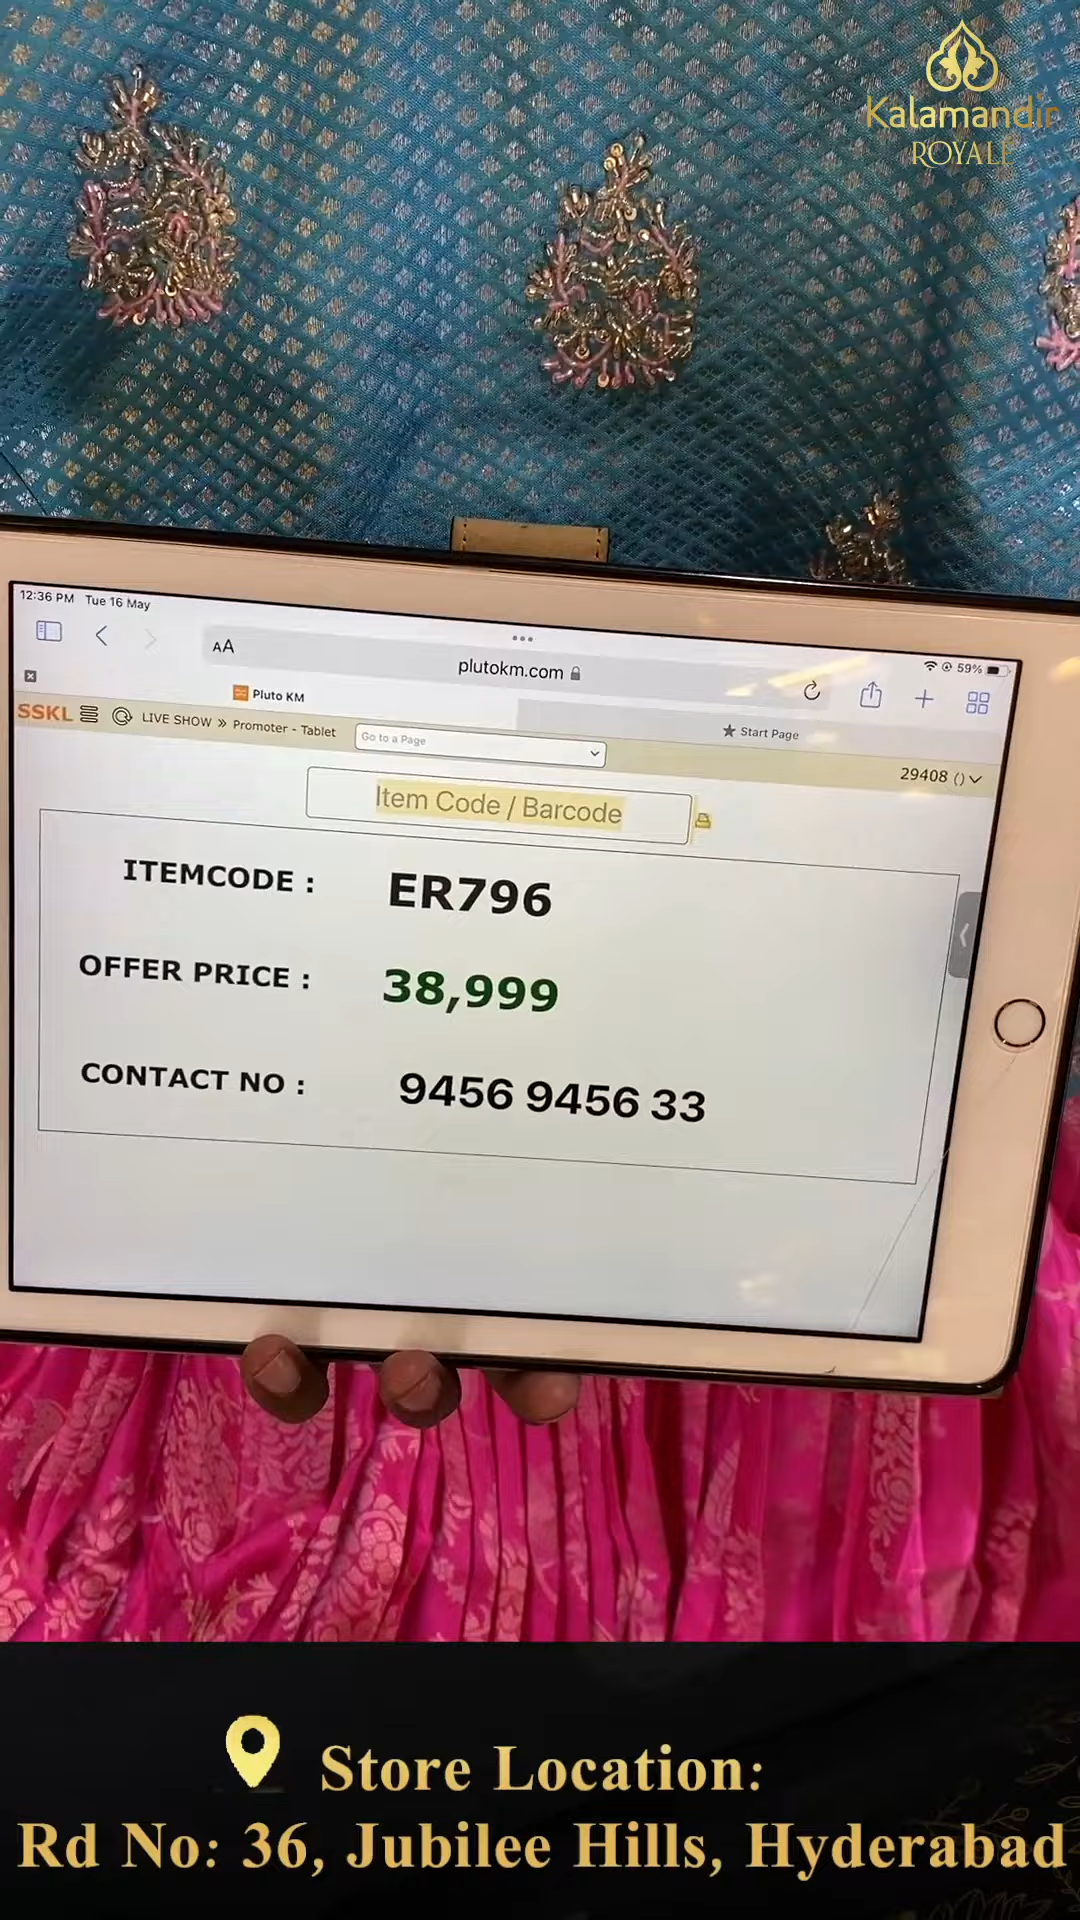 Kalamandir
ROYALE
12:36 PM Tue 16 May
59%
AA
plutokm.com
Pluto KM
Start Page
SSKL
LIVE SHOW » Promoter - Tablet
Go to a Page
29408 ()
Item Code / Barcode
ITEMCODE : ER796
OFFER PRICE : 38,999
CONTACT NO : 9456 9456 33
Store Location:
Rd No: 36, Jubilee Hills, Hyderabad